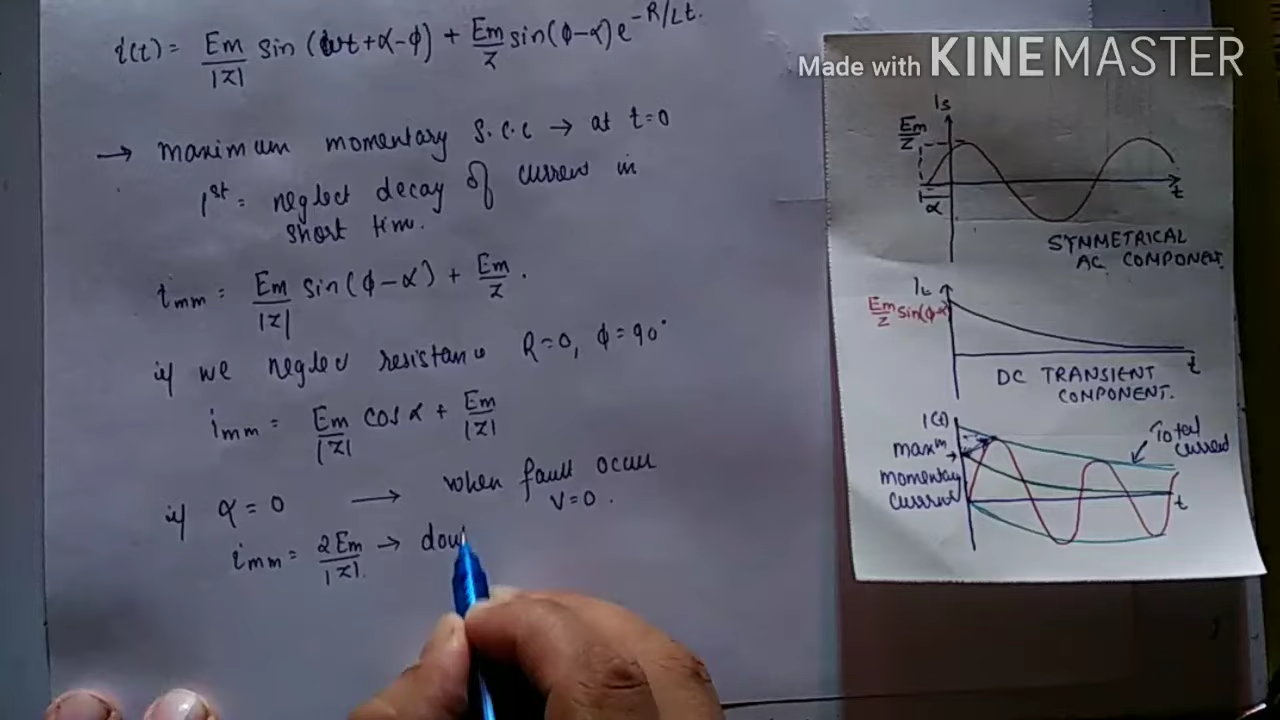 i(t) = Em/|Z| sin (wt+α-ϕ) + Em/Z sin(ϕ-α) e^-R/Lt.
Made with KINEMASTER
→ maximum momentary S.C.C → at t=0
1st = neglect decay of current in
short time.
imm = Em/|Z| sin(ϕ-α) + Em/Z.
if we neglect resistance R=0, ϕ=90°
imm = Em/|Z| cos α + Em/|Z|
if α = 0 → when fault occur
V=0.
imm = 2Em/|Z|. → dou
Is
Em/Z
α
t
SYMMETRICAL
AC COMPONENT.
It
Em/Z sin(ϕ-α)
t
DC TRANSIENT
COMPONENT.
I(t)
Total
current
maxm
momentary
current
t